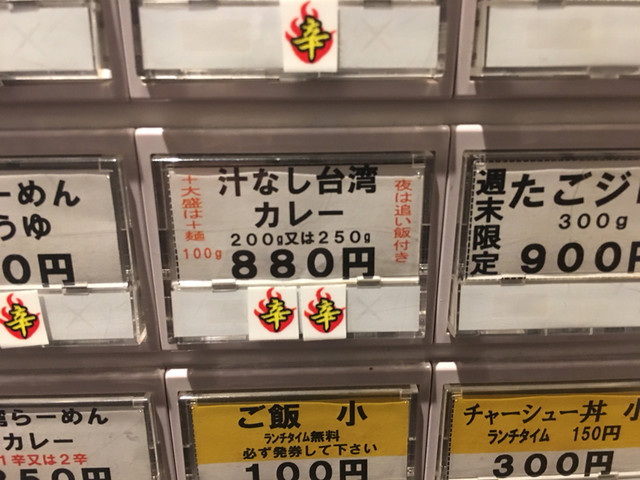 辛
ーめん
うゆ
0円
辛
十大盛は十麺
100g
汁なし台湾
カレー
200g又は250g
880円
夜は追い飯付き
辛 辛
週末限定
たごジ
300g
900円
らーめん
カレー
1辛又は2辛
50円
ご飯 小
ランチタイム無料
必ず発券して下さい
100円
チャーシュー丼 小
ランチタイム 150円
300円